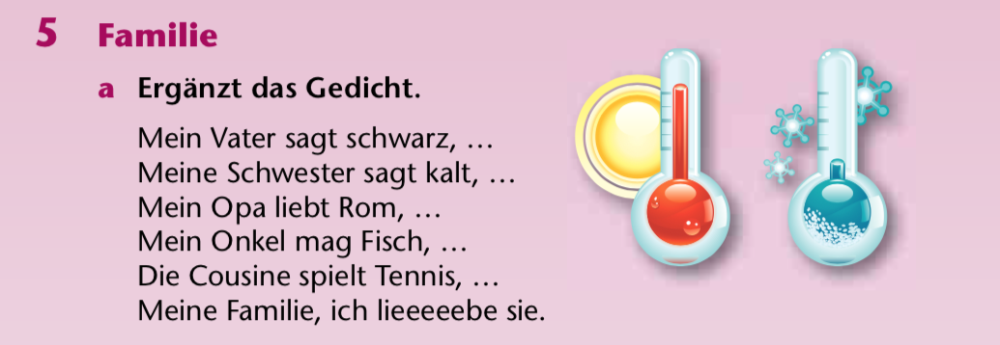 5 Familie
a Ergänzt das Gedicht.
Mein Vater sagt schwarz, …
Meine Schwester sagt kalt, …
Mein Opa liebt Rom, …
Mein Onkel mag Fisch, …
Die Cousine spielt Tennis, …
Meine Familie, ich lieeeeebe sie.